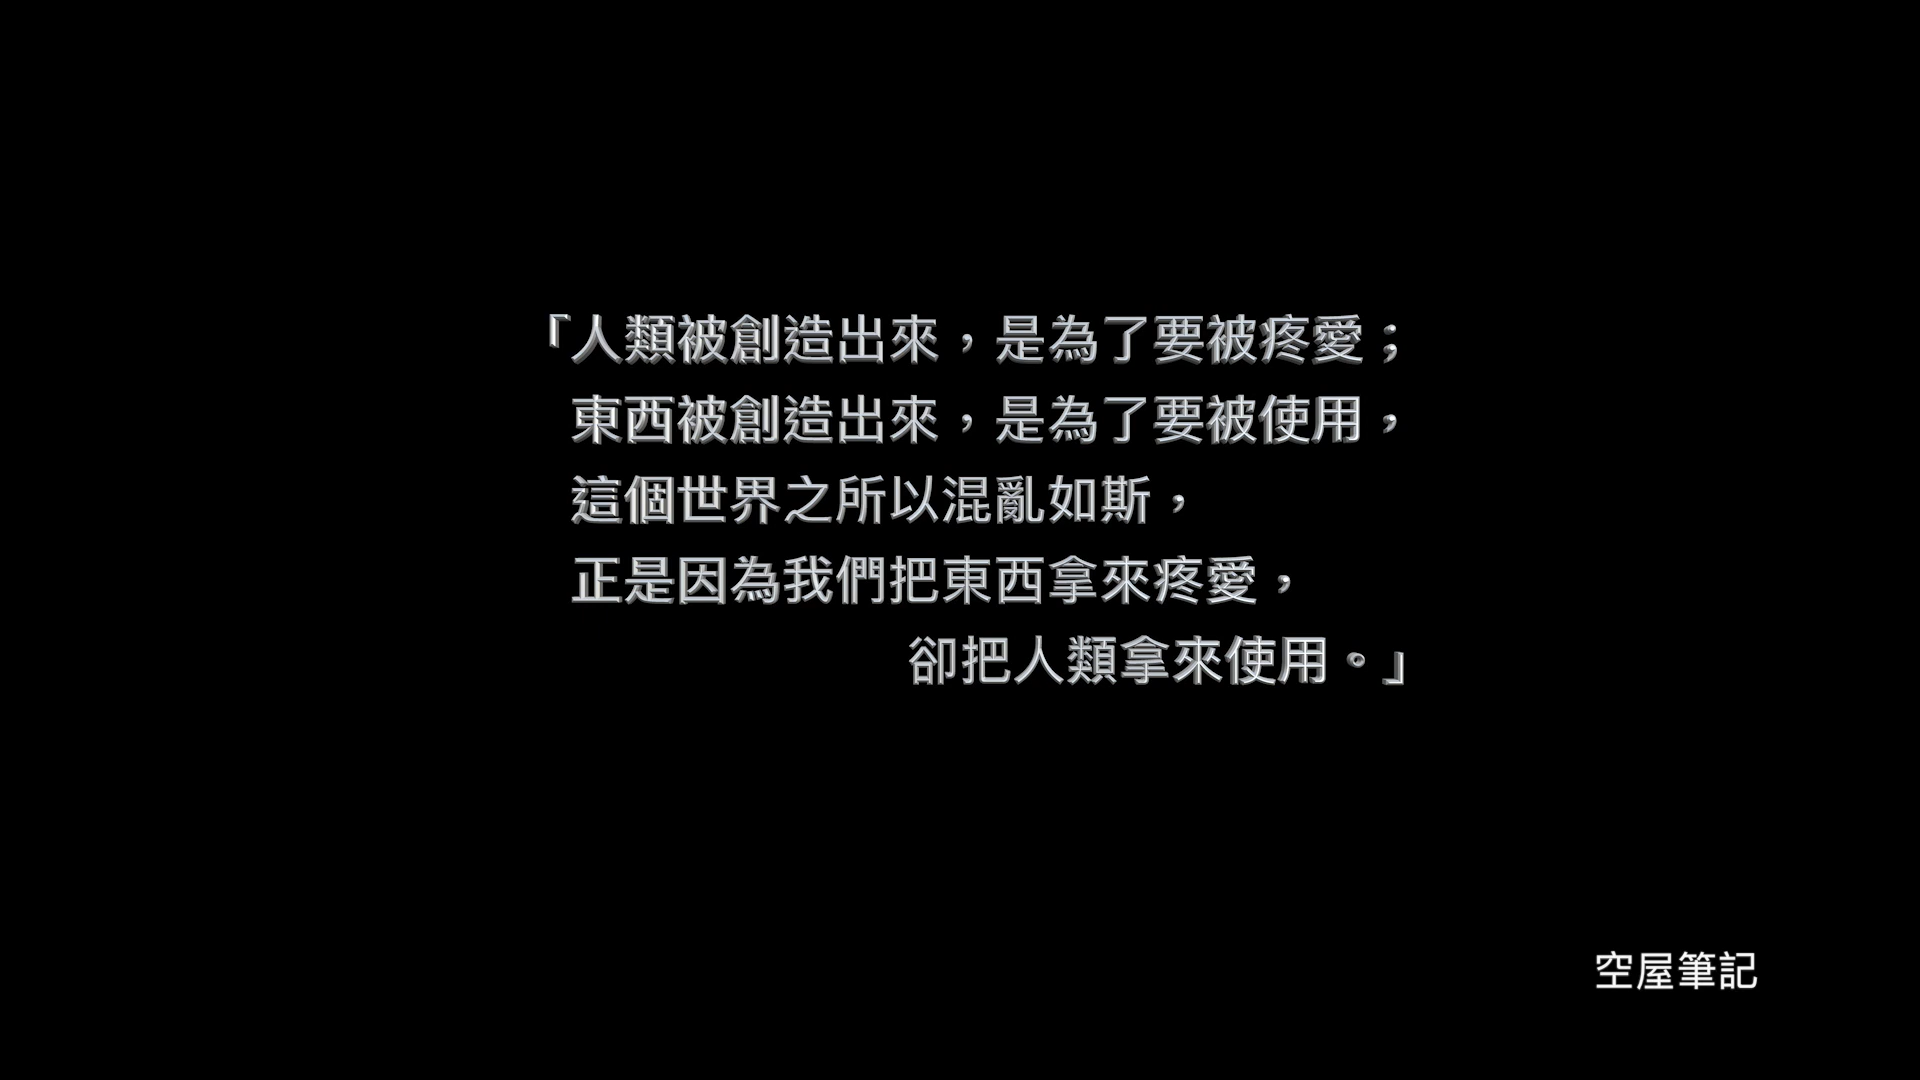 「人類被創造出來，是為了要被疼愛；
東西被創造出來，是為了要被使用，
這個世界之所以混亂如斯，
正是因為我們把東西拿來疼愛，
卻把人類拿來使用。」
空屋筆記